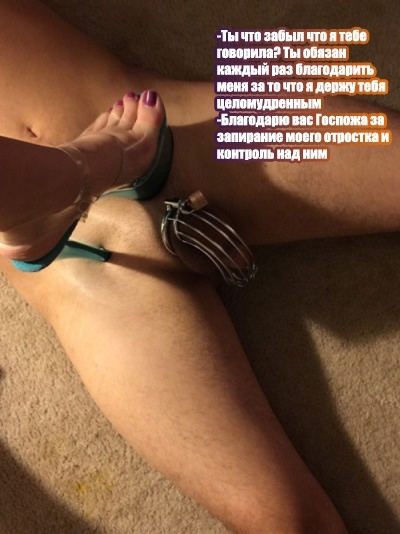 -Ты что забыл что я тебе
говорила? Ты обязан
каждый раз благодарить
меня за то что я держу тебя
целомудренным
-Благодарю вас Госпожа за
запирание моего отростка и
контроль над ним